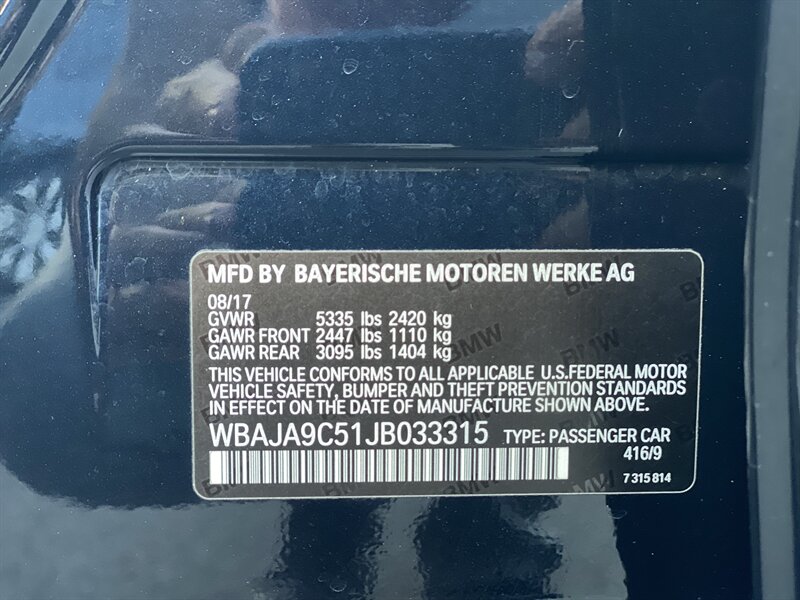 MFD BY BAYERISCHE MOTOREN WERKE AG
08/17
GVWR 5335 lbs 2420 kg
GAWR FRONT 2447 lbs 1110 kg
GAWR REAR 3095 lbs 1404 kg
THIS VEHICLE CONFORMS TO ALL APPLICABLE U.S.FEDERAL MOTOR
VEHICLE SAFETY, BUMPER AND THEFT PREVENTION STANDARDS
IN EFFECT ON THE DATE OF MANUFACTURE SHOWN ABOVE.
WBAJA9C51JB033315 TYPE: PASSENGER CAR
416/9
7 315 814